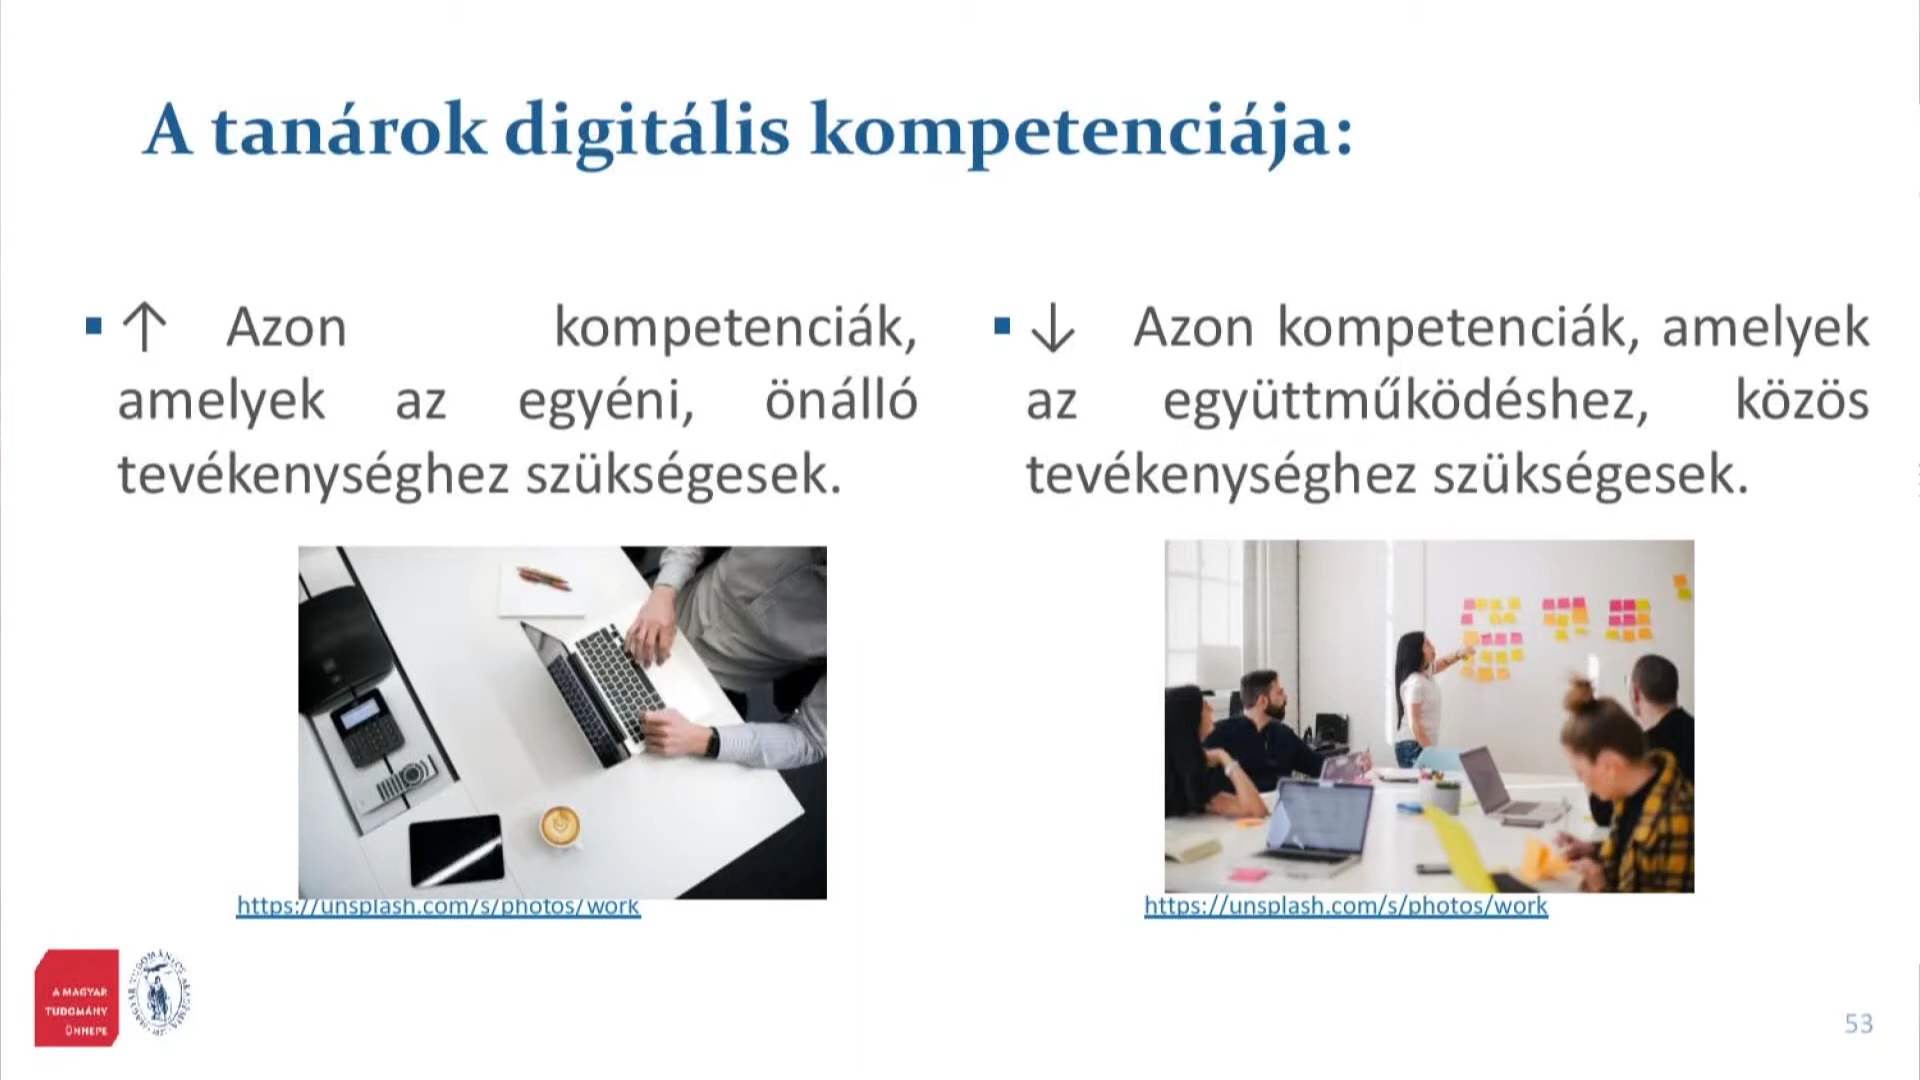 A tanárok digitális kompetenciája:
▪ ↑ Azon kompetenciák,
amelyek az egyéni, önálló
tevékenységhez szükségesek.
▪ ↓ Azon kompetenciák, amelyek
az együttműködéshez, közös
tevékenységhez szükségesek.
https://unsplash.com/s/photos/work
https://unsplash.com/s/photos/work
A MAGYAR
TUDOMÁNY
ÜNNEPE
53